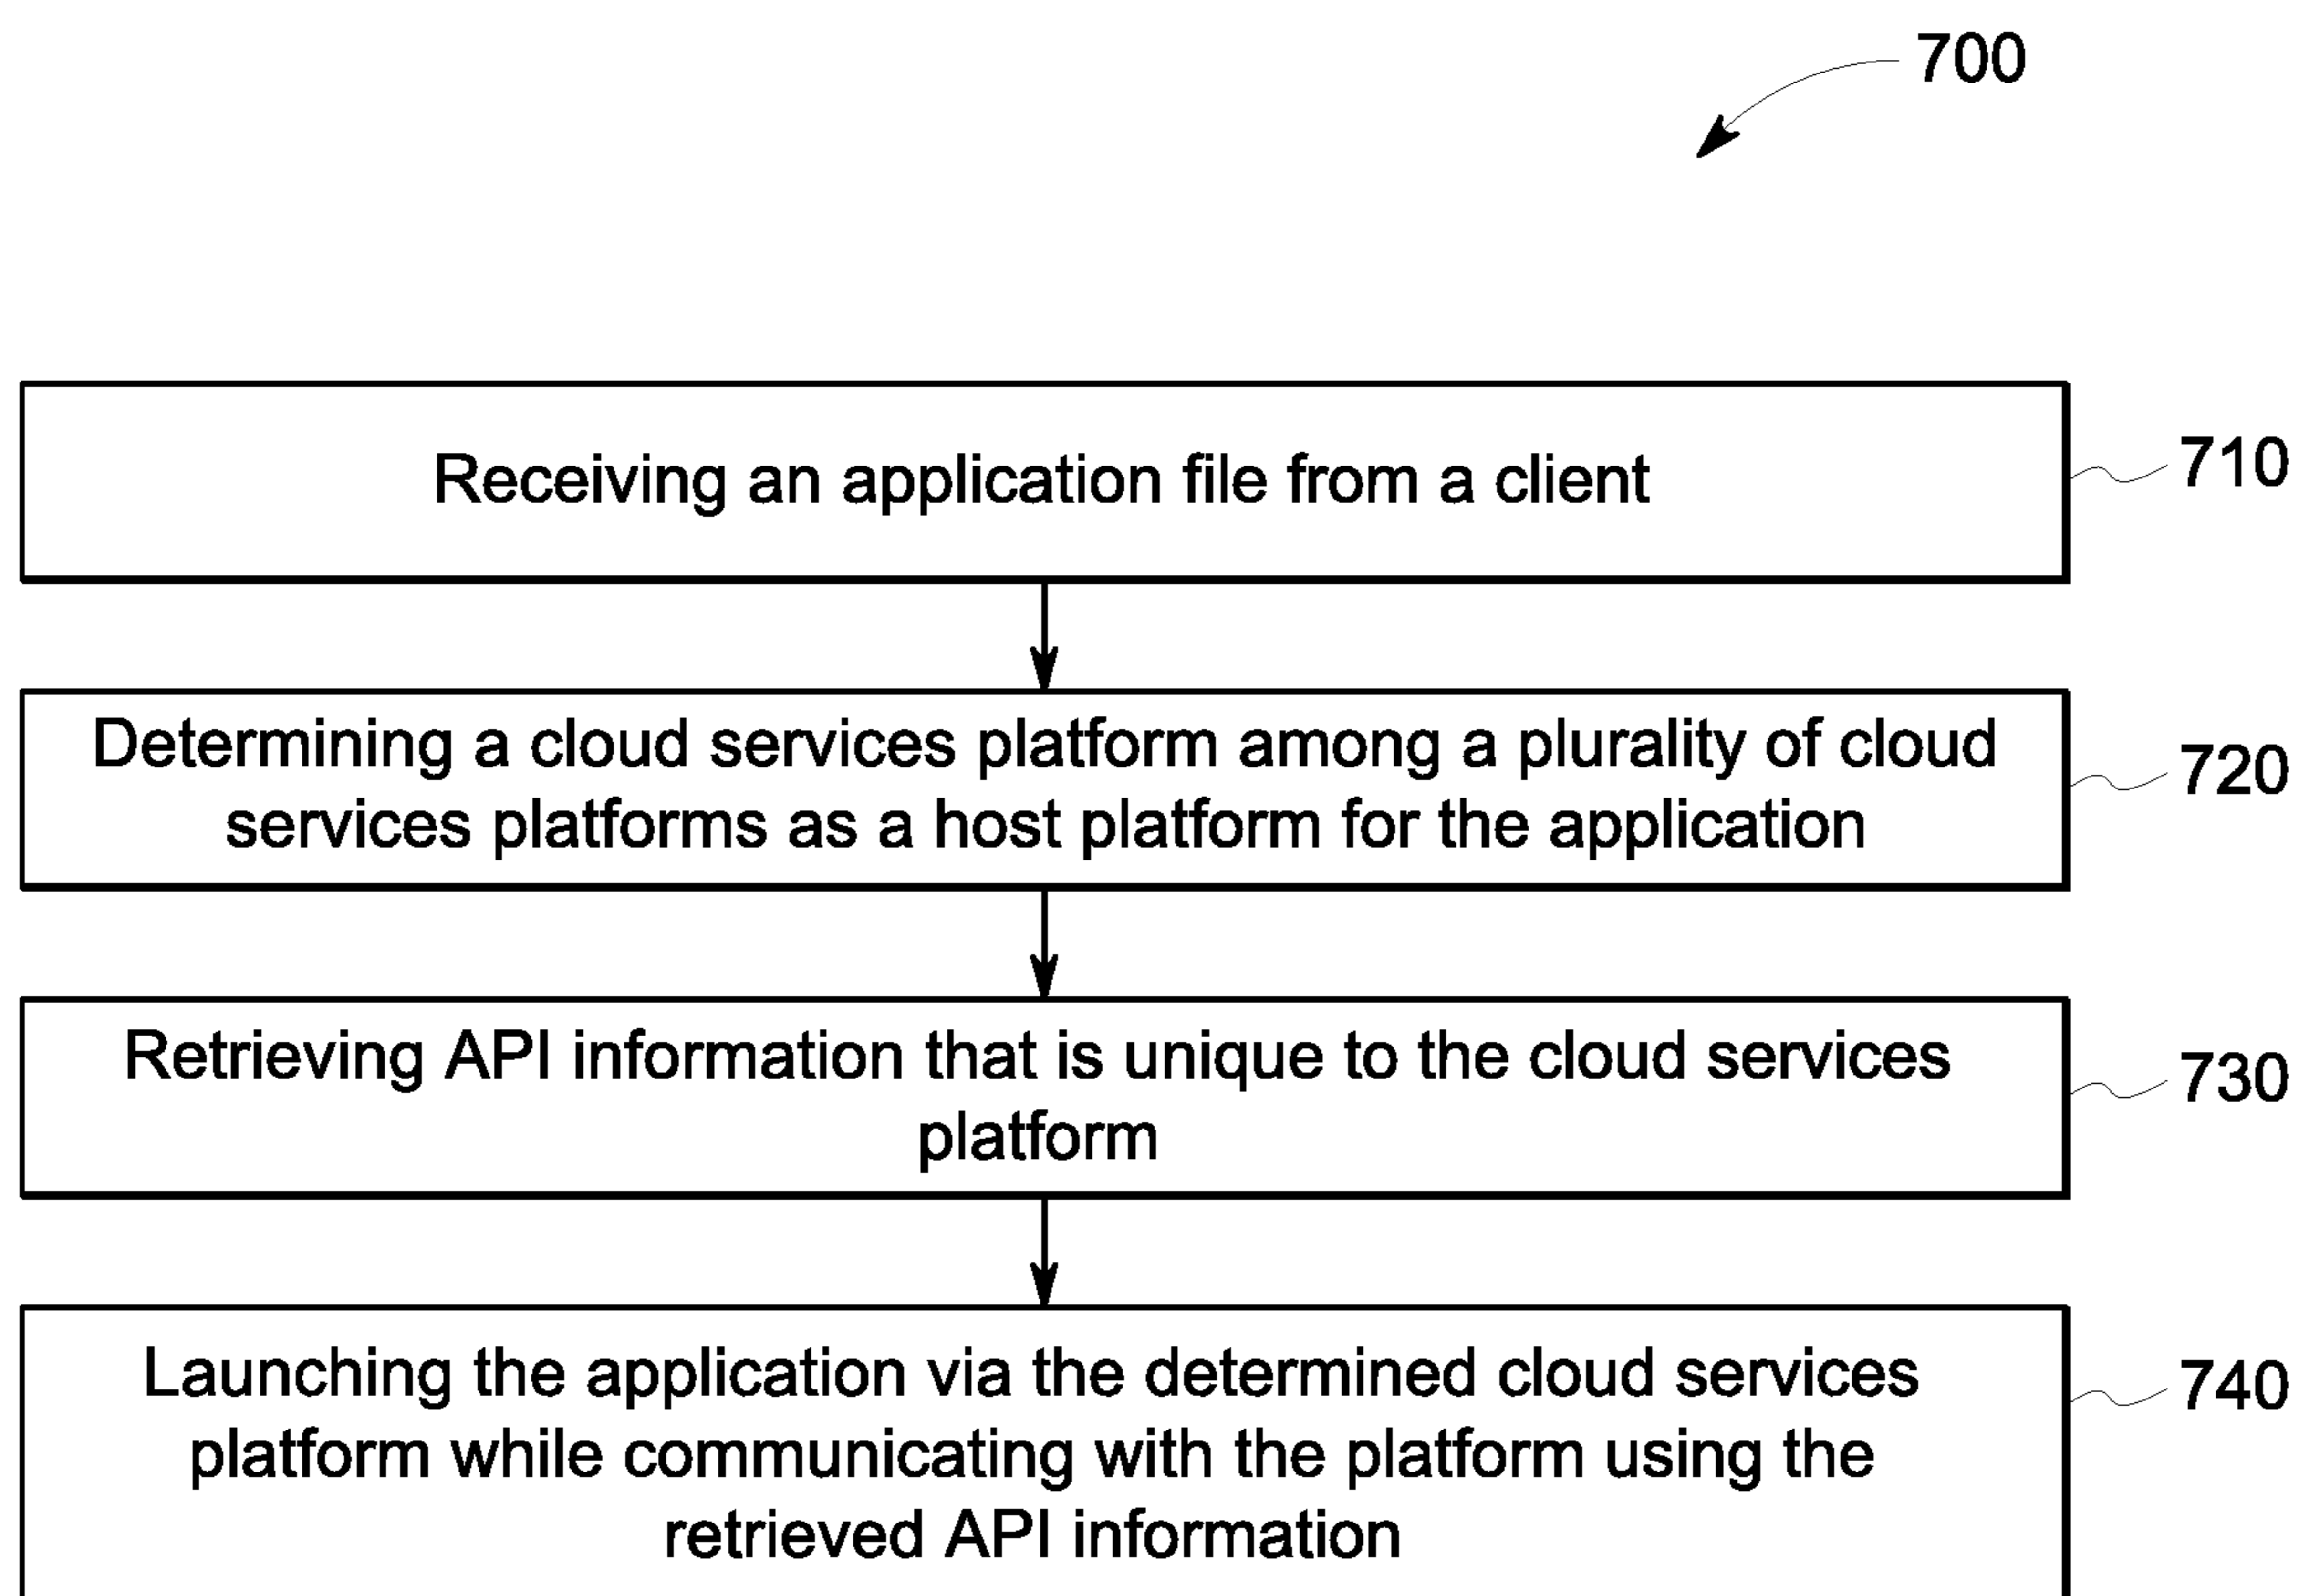 700
Receiving an application file from a client
710
Determining a cloud services platform among a plurality of cloud
services platforms as a host platform for the application
720
Retrieving API information that is unique to the cloud services
platform
730
Launching the application via the determined cloud services
platform while communicating with the platform using the
retrieved API information
740